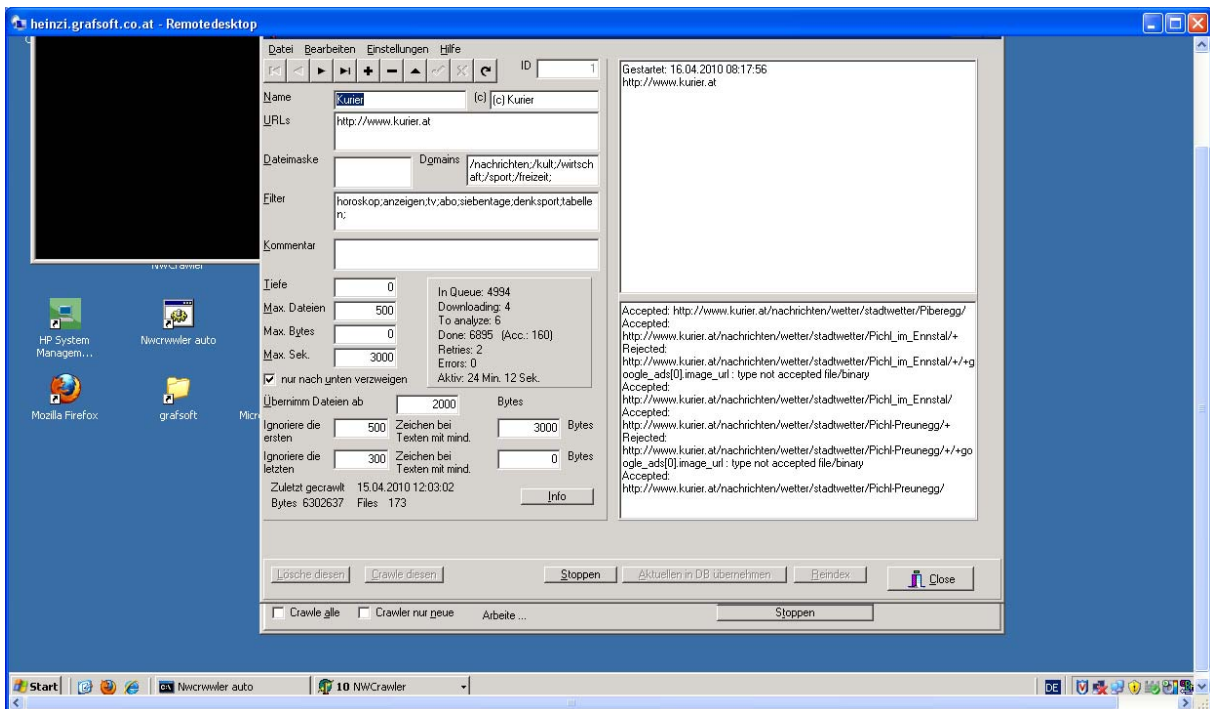 heinzi.grafsoft.co.at - Remotedesktop
Datei Bearbeiten Einstellungen Hilfe
ID 1
Name Kurier (c) (c) Kurier
URLs http://www.kurier.at
Dateimaske Domains /nachrichten;/kult;/wirtsch
aft;/sport;/freizeit;
Filter horoskop;anzeigen;tv;abo;siebentage;denksport;tabelle
n;
Kommentar
Tiefe 0
Max. Dateien 500
Max. Bytes 0
Max. Sek. 3000
nur nach unten verzweigen
In Queue: 4994
Downloading: 4
To analyze: 6
Done: 6895 (Acc.: 160)
Retries: 2
Errors: 0
Aktiv: 24 Min. 12 Sek.
Übernimm Dateien ab 2000 Bytes
Ignoriere die ersten 500 Zeichen bei Texten mit mind. 3000 Bytes
Ignoriere die letzten 300 Zeichen bei Texten mit mind. 0 Bytes
Zuletzt gecrawlt 15.04.2010 12:03:02
Bytes 6302637 Files 173
Info
Gestartet: 16.04.2010 08:17:56
http://www.kurier.at
Accepted: http://www.kurier.at/nachrichten/wetter/stadtwetter/Piberegg/
Accepted:
http://www.kurier.at/nachrichten/wetter/stadtwetter/Pichl_im_Ennstal/+
Rejected:
http://www.kurier.at/nachrichten/wetter/stadtwetter/Pichl_im_Ennstal/+/+g
oogle_ads[0].image_url : type not accepted file/binary
Accepted:
http://www.kurier.at/nachrichten/wetter/stadtwetter/Pichl_im_Ennstal/
Accepted:
http://www.kurier.at/nachrichten/wetter/stadtwetter/Pichl-Preunegg/+
Rejected:
http://www.kurier.at/nachrichten/wetter/stadtwetter/Pichl-Preunegg/+/+go
ogle_ads[0].image_url : type not accepted file/binary
Accepted:
http://www.kurier.at/nachrichten/wetter/stadtwetter/Pichl-Preunegg/
Lösche diesen Crawle diesen Stoppen Aktuellen in DB übernehmen Reindex Close
Crawle alle Crawler nur neue Arbeite ... Stoppen
NWCrawler
HP System
Managem...
Nwcrwwler auto
Mozilla Firefox
grafsoft
Micr
Start Nwcrwwler auto 10 NWCrawler DE